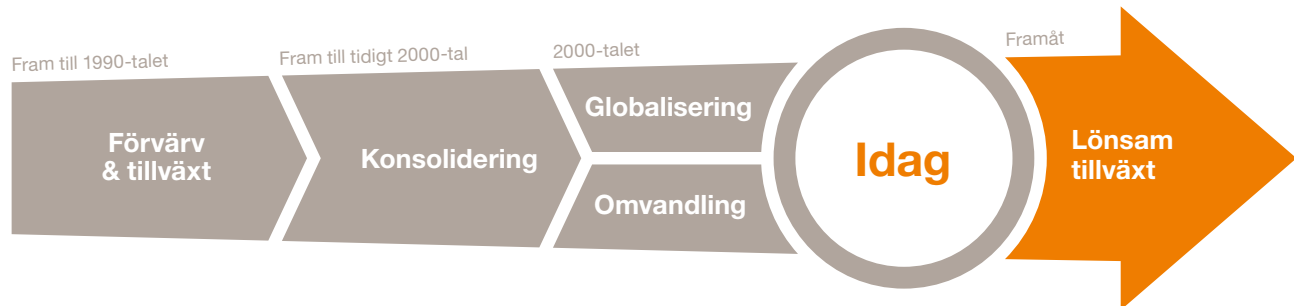 Fram till 1990-talet
Förvärv
& tillväxt
Fram till tidigt 2000-tal
Konsolidering
2000-talet
Globalisering
Omvandling
Idag
Framåt
Lönsam
tillväxt